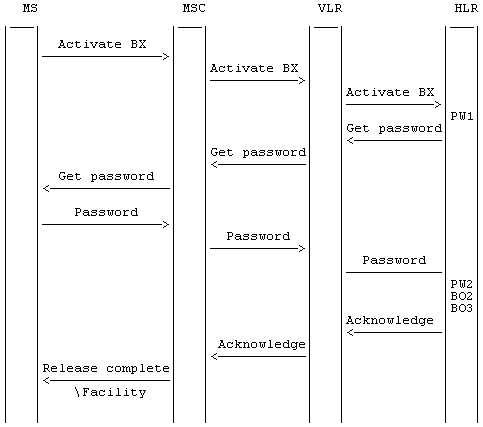 MS MSC VLR HLR
Activate BX
Activate BX
Activate BX
PW1
Get password
Get password
Get password
Password
Password
Password
PW2
BO2
BO3
Acknowledge
Acknowledge
Release complete
\Facility